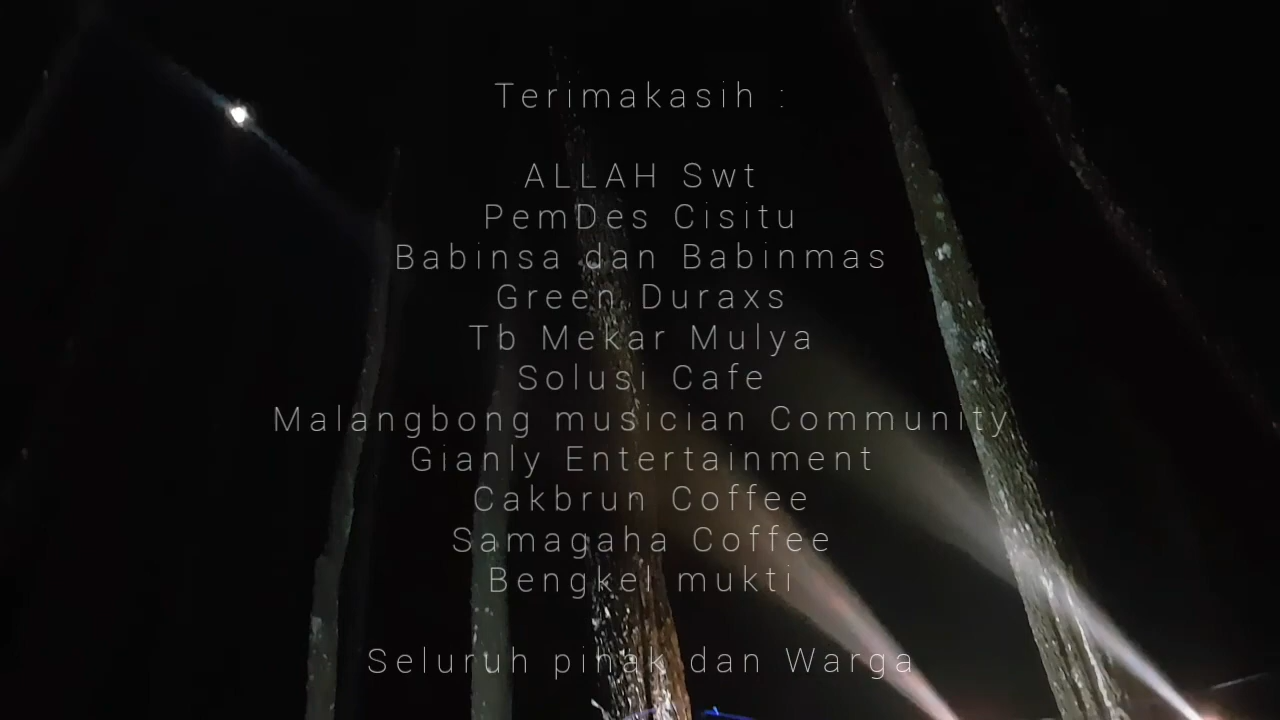 Terimakasih :
ALLAH Swt
PemDes Cisitu
Babinsa dan Babinmas
Green Duraxs
Tb Mekar Mulya
Solusi Cafe
Malangbong musician Community
Gianly Entertainment
Cakbrun Coffee
Samagaha Coffee
Bengkel mukti
Seluruh pihak dan Warga